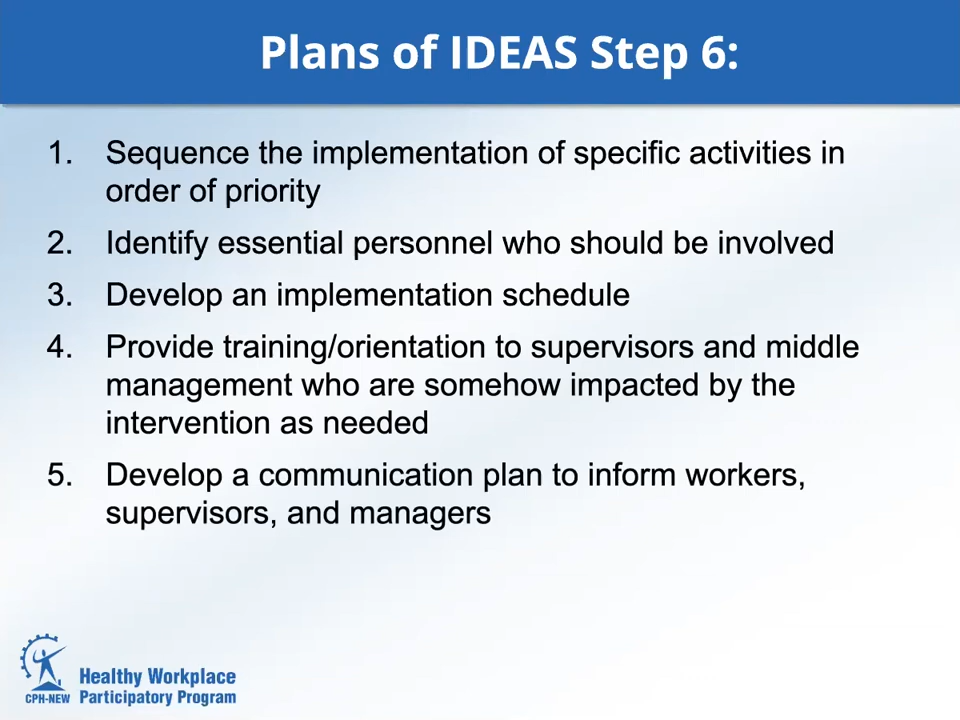 Plans of IDEAS Step 6:
1. Sequence the implementation of specific activities in
order of priority
2. Identify essential personnel who should be involved
3. Develop an implementation schedule
4. Provide training/orientation to supervisors and middle
management who are somehow impacted by the
intervention as needed
5. Develop a communication plan to inform workers,
supervisors, and managers
CPH-NEW
Healthy Workplace
Participatory Program